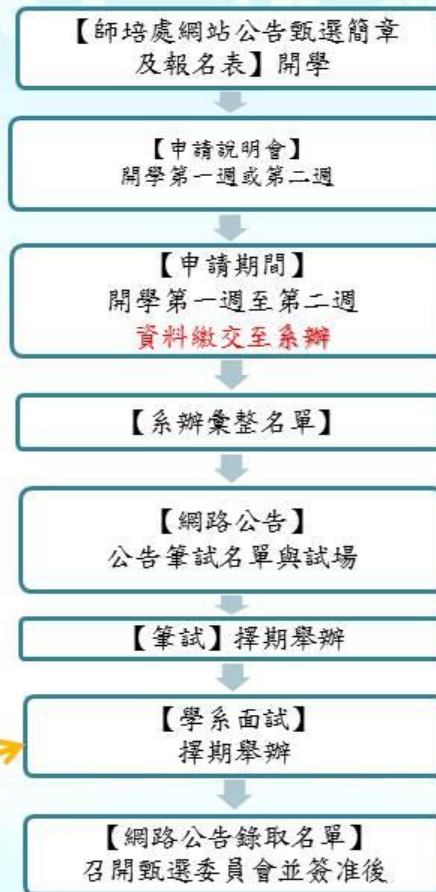 【師培處網站公告甄選簡章
及報名表】開學
【申請說明會】
開學第一週或第二週
【申請期間】
開學第一週至第二週
資料繳交至系辦
【系辦彙整名單】
【網路公告】
公告筆試名單與試場
【筆試】擇期舉辦
【學系面試】
擇期舉辦
【網路公告錄取名單】
召開甄選委員會並簽准後